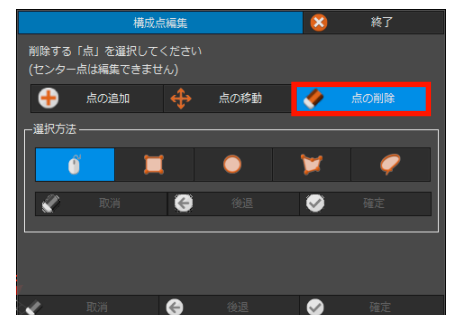 構成点編集 終了
削除する「点」を選択してください
(センター点は編集できません)
点の追加 点の移動 点の削除
選択方法
取消 後退 確定
取消 後退 確定